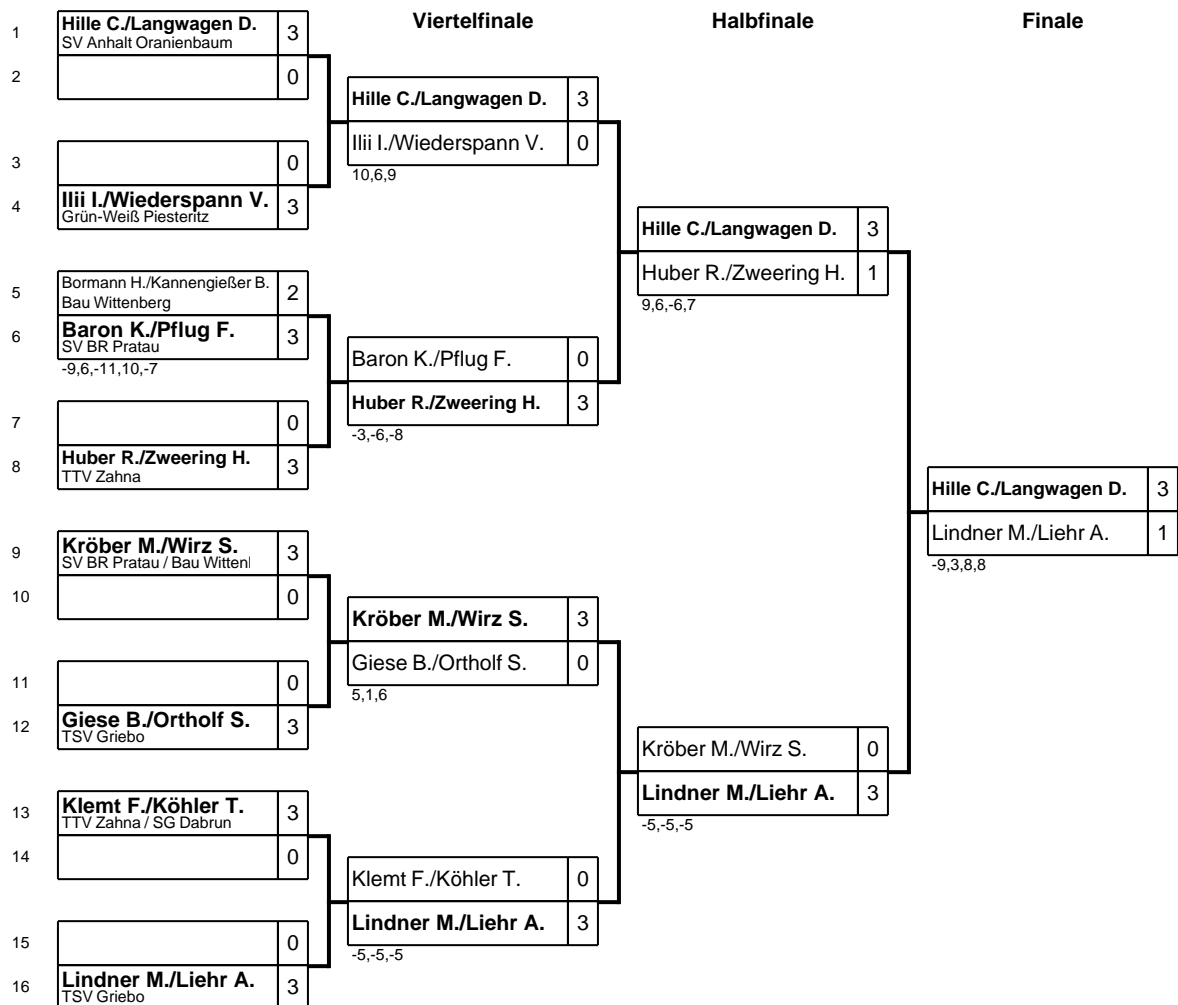 Viertelfinale
Halbfinale
Finale
1
Hille C./Langwagen D.
3
SV Anhalt Oranienbaum
2
0
3
0
4
Ilii I./Wiederspann V.
3
Grün-Weiß Piesteritz
5
Bormann H./Kannengießer B.
2
Bau Wittenberg
6
Baron K./Pflug F.
3
SV BR Pratau
-9,6,-11,10,-7
7
0
8
Huber R./Zweering H.
3
TTV Zahna
9
Kröber M./Wirz S.
3
SV BR Pratau / Bau Wittenl
10
0
11
0
12
Giese B./Ortholf S.
3
TSV Griebo
13
Klemt F./Köhler T.
3
TTV Zahna / SG Dabrun
14
0
15
0
16
Lindner M./Liehr A.
3
TSV Griebo
Hille C./Langwagen D.
3
Ilii I./Wiederspann V.
0
10,6,9
Baron K./Pflug F.
0
Huber R./Zweering H.
3
-3,-6,-8
Kröber M./Wirz S.
3
Giese B./Ortholf S.
0
5,1,6
Klemt F./Köhler T.
0
Lindner M./Liehr A.
3
-5,-5,-5
Hille C./Langwagen D.
3
Huber R./Zweering H.
1
9,6,-6,7
Kröber M./Wirz S.
0
Lindner M./Liehr A.
3
-5,-5,-5
Hille C./Langwagen D.
3
Lindner M./Liehr A.
1
-9,3,8,8